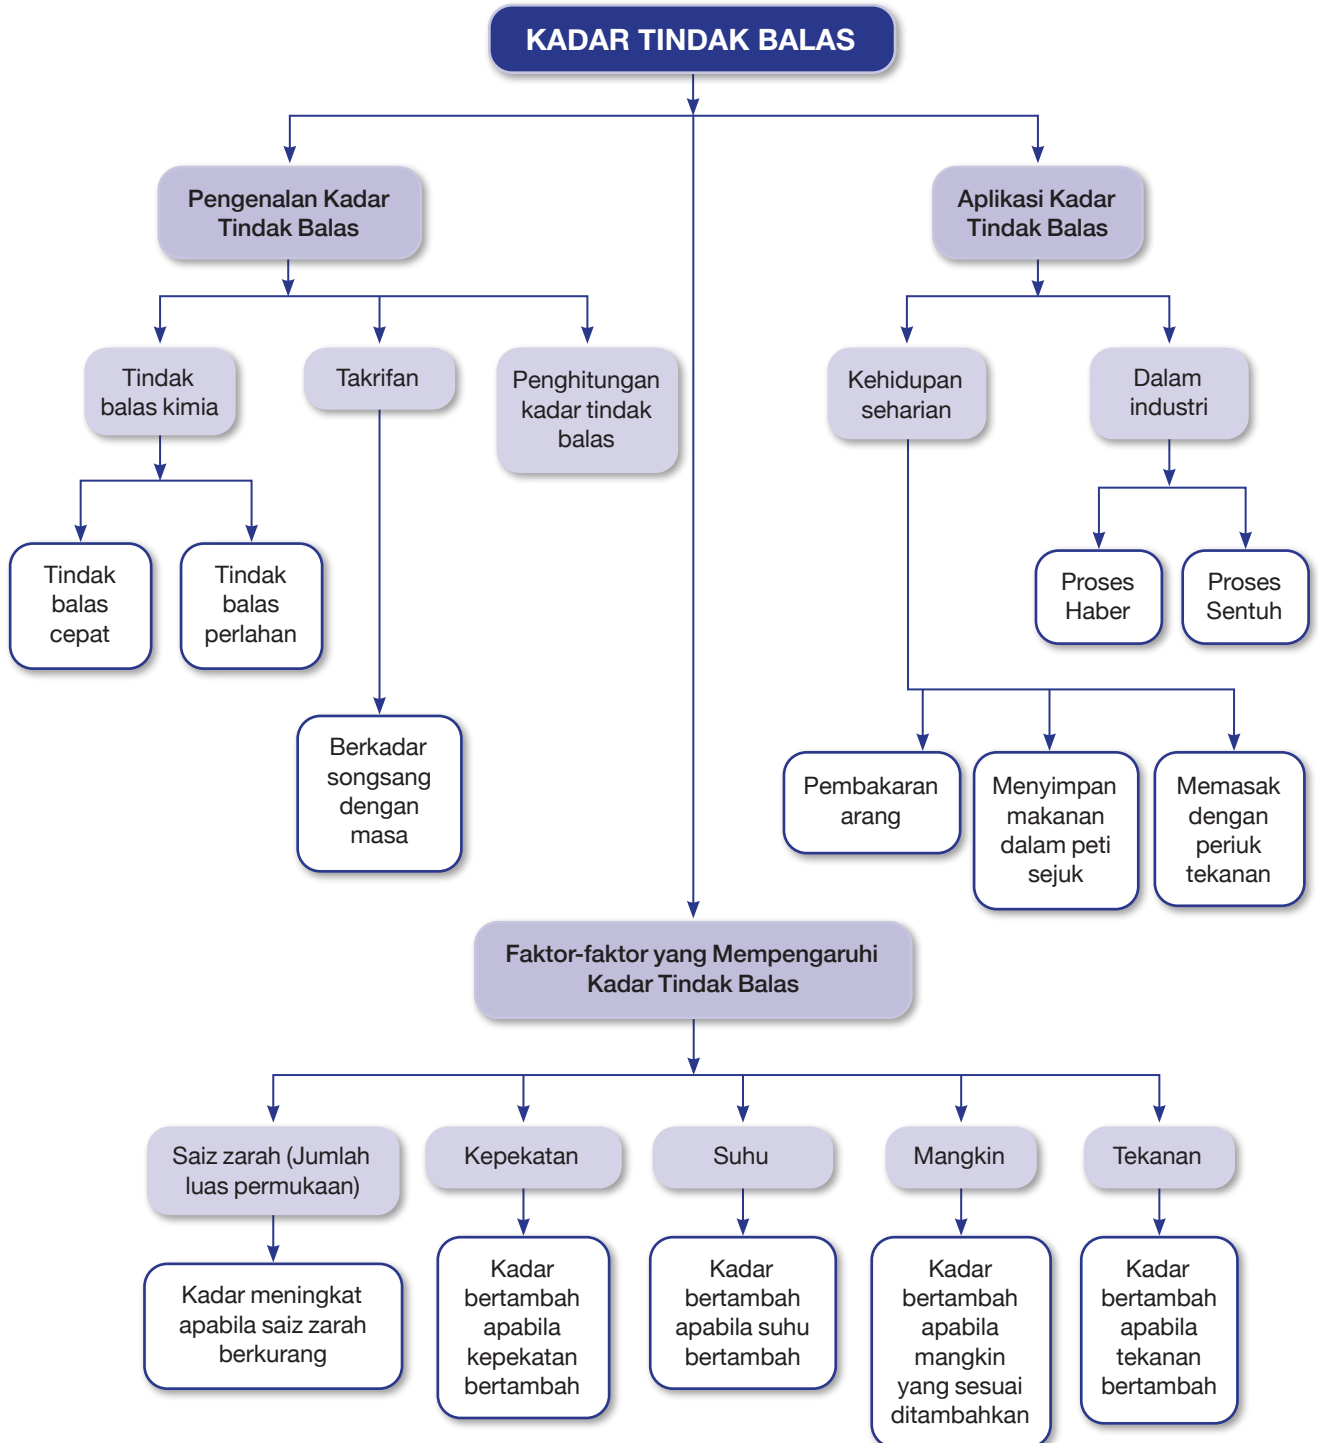 KADAR TINDAK BALAS
Pengenalan Kadar
Tindak Balas
Aplikasi Kadar
Tindak Balas
Tindak
balas kimia
Takrifan
Penghitungan
kadar tindak
balas
Kehidupan
seharian
Dalam
industri
Tindak
balas
cepat
Tindak
balas
perlahan
Proses
Haber
Proses
Sentuh
Berkadar
songsang
dengan
masa
Pembakaran
arang
Menyimpan
makanan
dalam peti
sejuk
Memasak
dengan
periuk
tekanan
Faktor-faktor yang Mempengaruhi
Kadar Tindak Balas
Saiz zarah (Jumlah
luas permukaan)
Kepekatan
Suhu
Mangkin
Tekanan
Kadar meningkat
apabila saiz zarah
berkurang
Kadar
bertambah
apabila
kepekatan
bertambah
Kadar
bertambah
apabila suhu
bertambah
Kadar
bertambah
apabila
mangkin
yang sesuai
ditambahkan
Kadar
bertambah
apabila
tekanan
bertambah